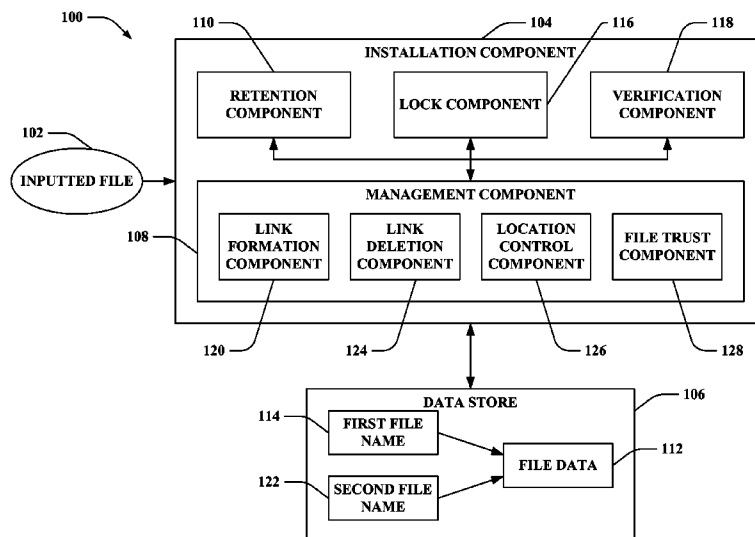 100
104
110
116
118
INSTALLATION COMPONENT
RETENTION
COMPONENT
LOCK COMPONENT
VERIFICATION
COMPONENT
102
INPUTTED FILE
MANAGEMENT COMPONENT
108
LINK
FORMATION
COMPONENT
LINK
DELETION
COMPONENT
LOCATION
CONTROL
COMPONENT
FILE TRUST
COMPONENT
120
124
126
128
DATA STORE
106
114
FIRST FILE
NAME
FILE DATA
112
122
SECOND FILE
NAME